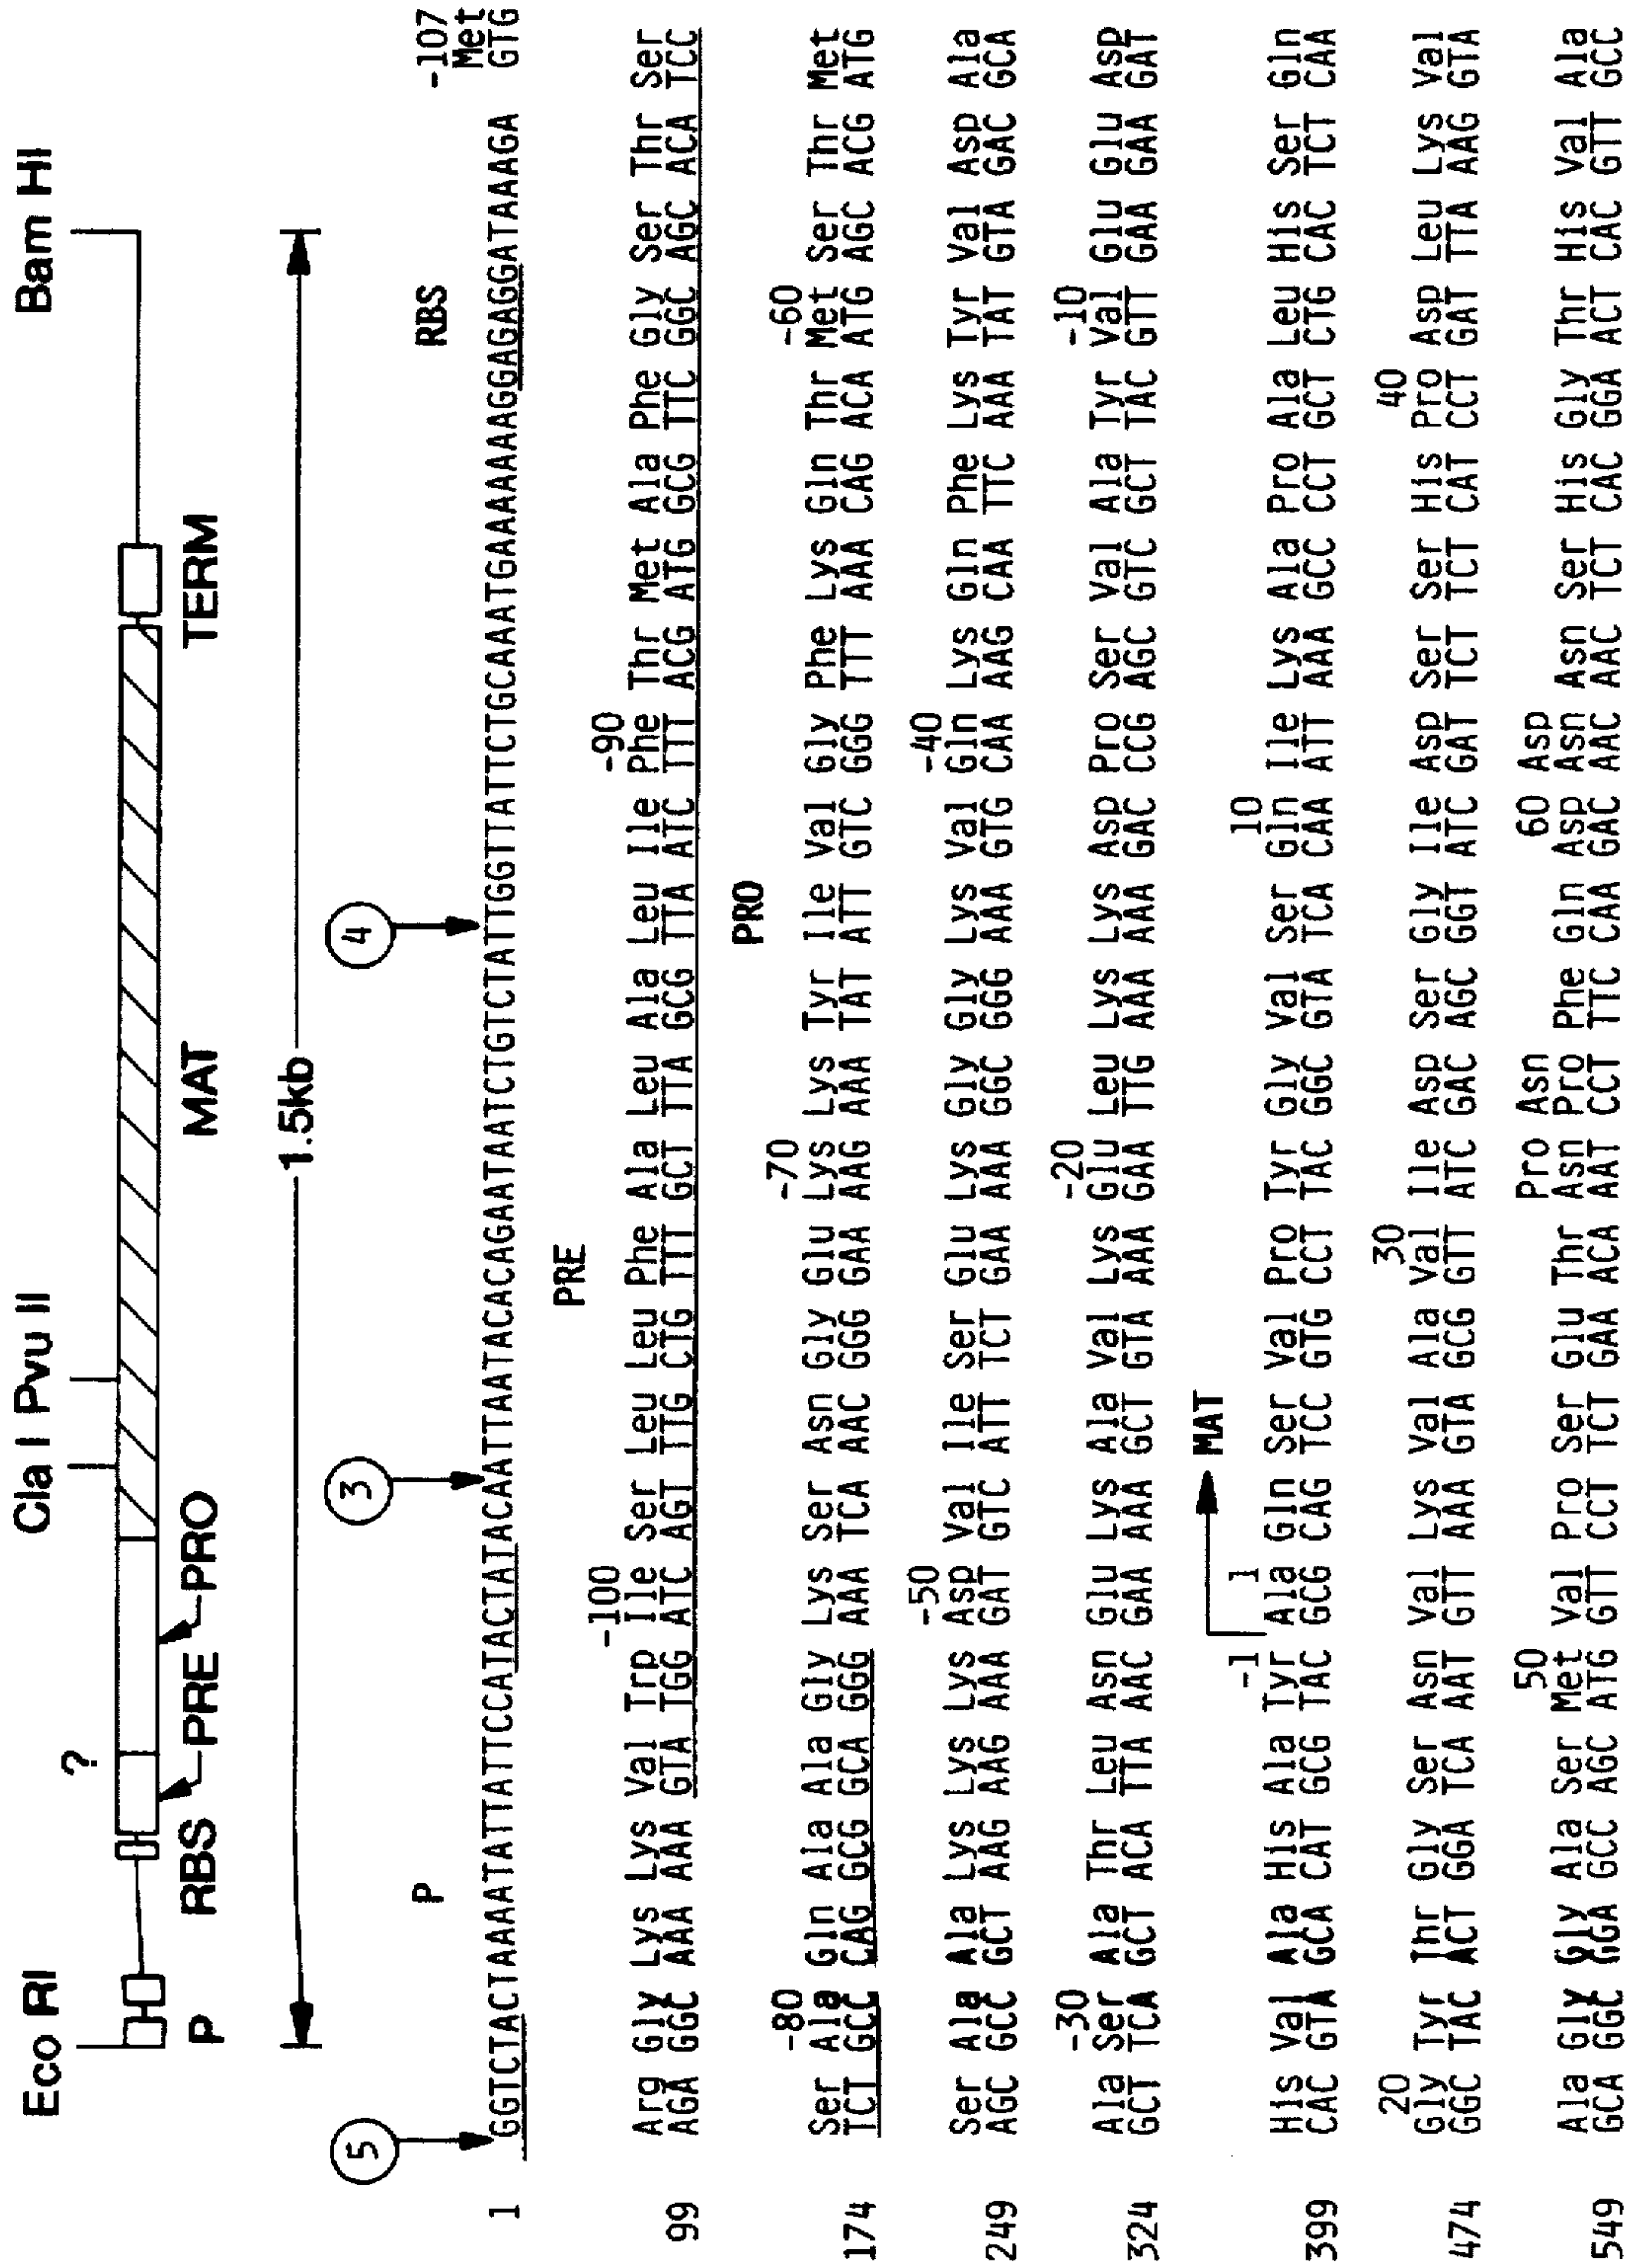 Eco RI Cla I Pvu II Bam HI
?
P RBS PRE PRO MAT TERM
1.5kb
5 3 4
P RBS -107
Met
1 GGTCTACTAAAATATTATTCCATACTATACAATTAATACACAGAATAATCTGTCTATTGGTTATTCTGCAAATGAAAAAAAGGAGAGGATAAAGA GTG
PRE
-100 -90
Arg Gly Lys Lys Val Trp Ile Ser Leu Leu Phe Ala Leu Ala Leu Ile Phe Thr Met Ala Phe Gly Ser Thr Ser
99 AGA GGC AAA AAA GTA TGG ATC AGT TTG CTG TTT GCT TTA GCG TTA ATC TTT ACG ATG GCG TTC GGC AGC ACA TCC
PRO
-80 -70 -60
Ser Ala Gln Ala Ala Gly Lys Ser Asn Gly Glu Lys Lys Tyr Ile Val Gly Phe Lys Gln Thr Met Ser Thr Met
174 TCT GCC CAG GCG GCA GGG AAA TCA AAC GGG GAA AAG AAA TAT ATT GTC GGG TTT AAA CAG ACA ATG AGC ACG ATG
-50 -40
Ser Ala Ala Lys Lys Lys Asp Val Ile Ser Glu Lys Gly Gly Lys Val Gln Lys Gln Phe Lys Tyr Val Asp Ala
249 AGC GCC GCT AAG AAG AAA GAT GTC ATT TCT GAA AAA GGC GGG AAA GTG CAA AAG CAA TTC AAA TAT GTA GAC GCA
-30 -20 -10
Ala Ser Ala Thr Leu Asn Glu Lys Ala Val Lys Glu Leu Lys Lys Asp Pro Ser Val Ala Tyr Val Glu Glu Asp
324 GCT TCA GCT ACA TTA AAC GAA AAA GCT GTA AAA GAA TTG AAA AAA GAC CCG AGC GTC GCT TAC GTT GAA GAA GAT
MAT
-1 1 10
His Val Ala His Ala Tyr Ala Gln Ser Val Pro Tyr Gly Val Ser Gln Ile Lys Ala Pro Ala Leu His Ser Gln
399 CAC GTA GCA CAT GCG TAC GCG CAG TCC GTG CCT TAC GGC GTA TCA CAA ATT AAA GCC CCT GCT CTG CAC TCT CAA
20 30 40
Gly Tyr Thr Gly Ser Asn Val Lys Val Ala Val Ile Asp Ser Gly Ile Asp Ser Ser His Pro Asp Leu Lys Val
474 GGC TAC ACT GGA TCA AAT GTT AAA GTA GCG GTT ATC GAC AGC GGT ATC GAT TCT TCT CAT CCT GAT TTA AAG GTA
50 Pro Asn 60 Asp
Ala Gly Gly Ala Ser Met Val Pro Ser Glu Thr Asn Pro Phe Gln Asp Asn Asn Ser His Gly Thr His Val Ala
549 GCA GGC GGA GCC AGC ATG GTT CCT TCT GAA ACA AAT CCT TTC CAA GAC AAC AAC TCT CAC GGA ACT CAC GTT GCC